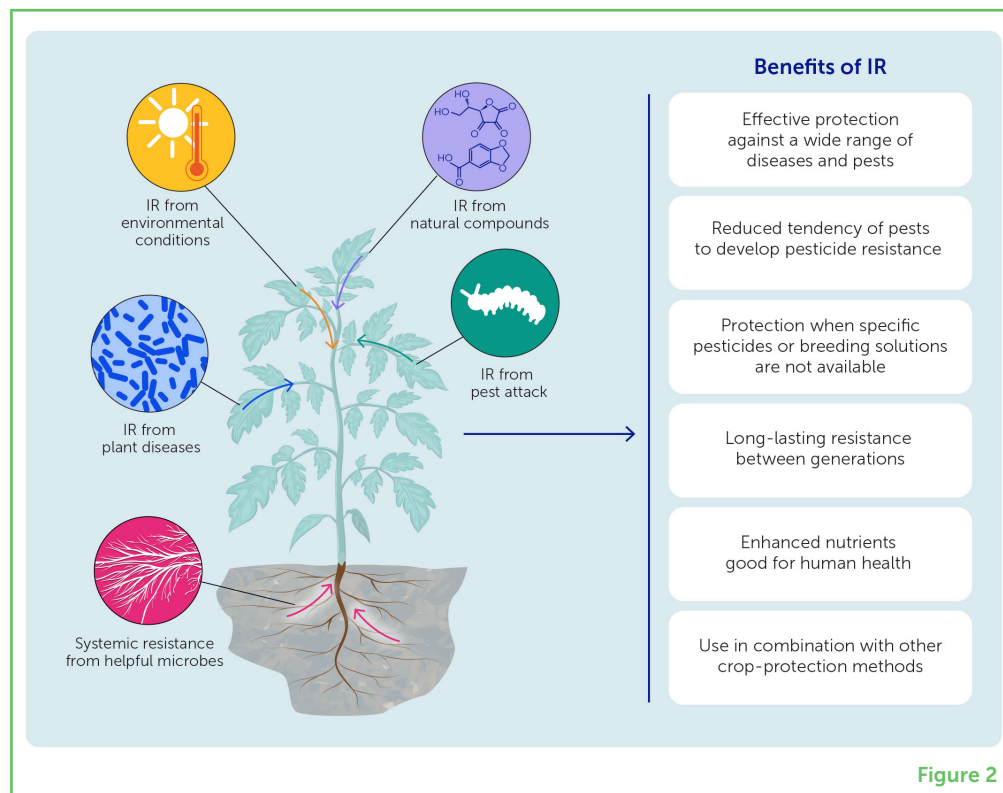 Benefits of IR
HO
OH
HO
O
O
O
O
HO
O
O
O
IR from
environmental
conditions
IR from
natural compounds
IR from
pest attack
IR from
plant diseases
Systemic resistance
from helpful microbes
Effective protection
against a wide range of
diseases and pests
Reduced tendency of pests
to develop pesticide resistance
Protection when specific
pesticides or breeding solutions
are not available
Long-lasting resistance
between generations
Enhanced nutrients
good for human health
Use in combination with other
crop-protection methods
Figure 2